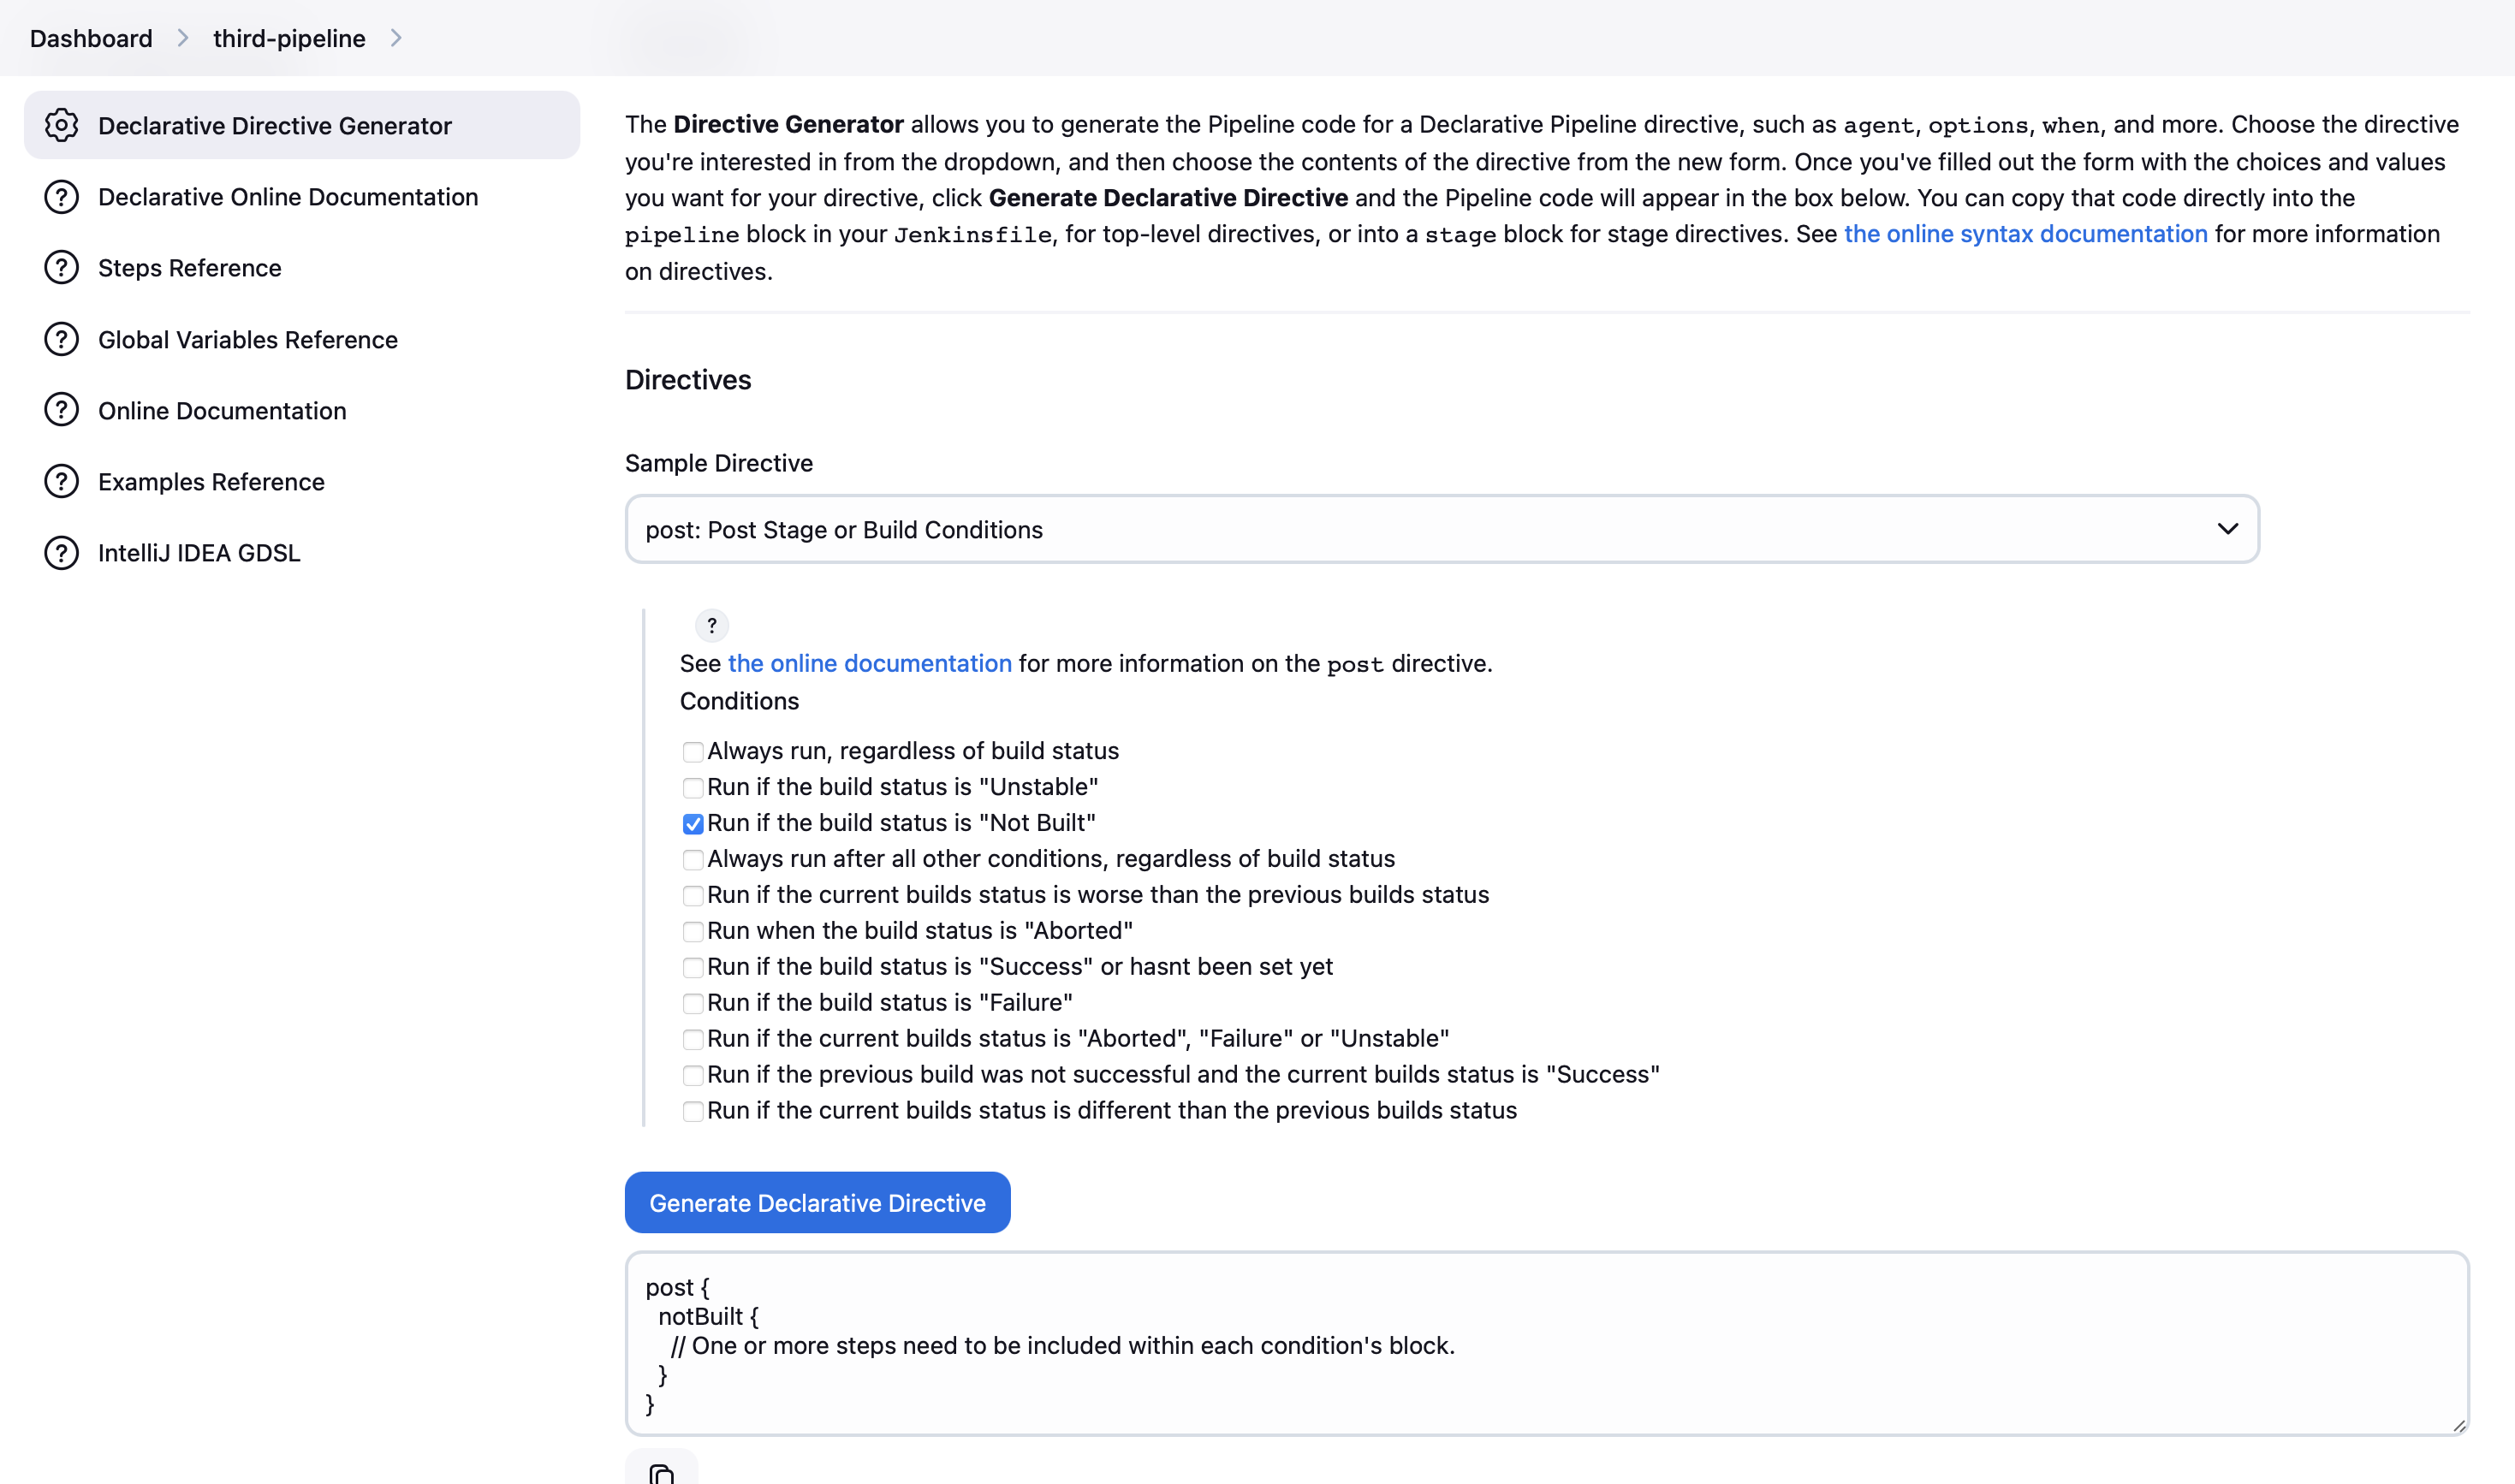 Dashboard
third-pipeline
Declarative Directive Generator
Declarative Online Documentation
Steps Reference
Global Variables Reference
Online Documentation
Examples Reference
IntelliJ IDEA GDSL
The Directive Generator allows you to generate the Pipeline code for a Declarative Pipeline directive, such as agent, options, when, and more. Choose the directive
you're interested in from the dropdown, and then choose the contents of the directive from the new form. Once you've filled out the form with the choices and values
you want for your directive, click Generate Declarative Directive and the Pipeline code will appear in the box below. You can copy that code directly into the
pipeline block in your Jenkinsfile, for top-level directives, or into a stage block for stage directives. See the online syntax documentation for more information
on directives.
Directives
Sample Directive
post: Post Stage or Build Conditions
?
See the online documentation for more information on the post directive.
Conditions
Always run, regardless of build status
Run if the build status is "Unstable"
Run if the build status is "Not Built"
Always run after all other conditions, regardless of build status
Run if the current builds status is worse than the previous builds status
Run when the build status is "Aborted"
Run if the build status is "Success" or hasnt been set yet
Run if the build status is "Failure"
Run if the current builds status is "Aborted", "Failure" or "Unstable"
Run if the previous build was not successful and the current builds status is "Success"
Run if the current builds status is different than the previous builds status
Generate Declarative Directive
post {
  notBuilt {
    // One or more steps need to be included within each condition's block.
  }
}